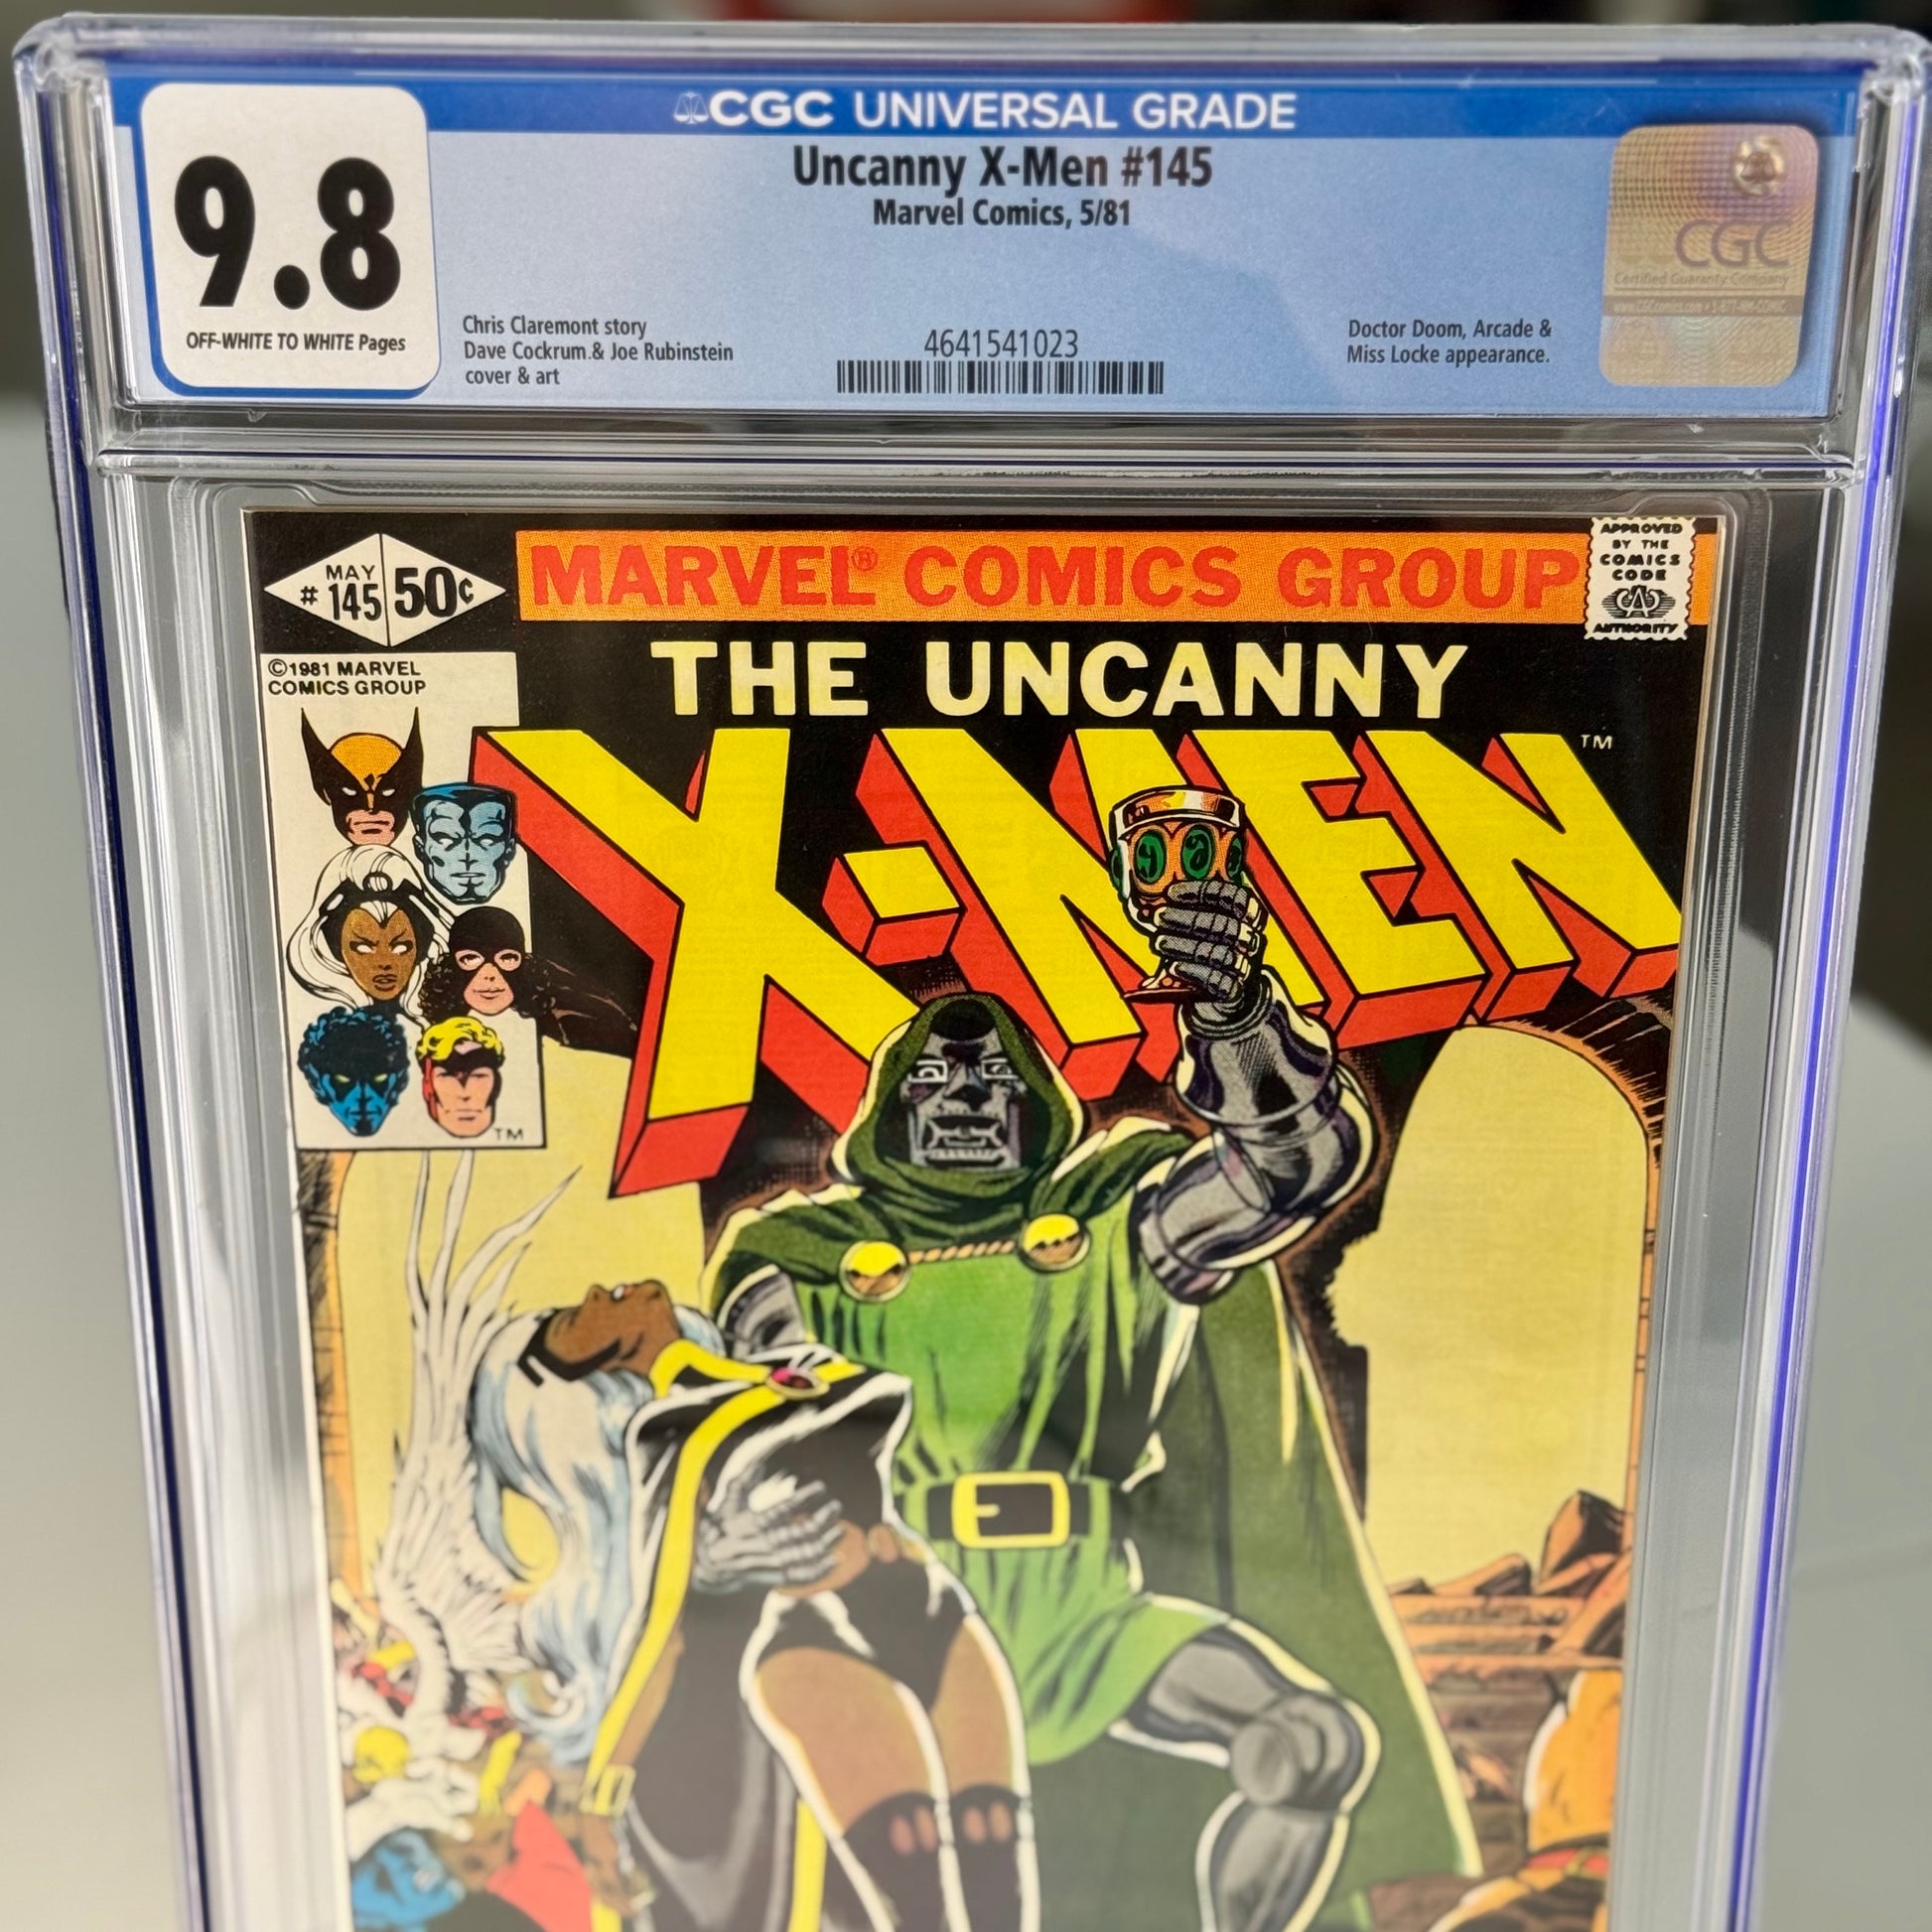 CGC UNIVERSAL GRADE
9.8
OFF-WHITE TO WHITE Pages
Uncanny X-Men #145
Marvel Comics, 5/81
Chris Claremont story
Dave Cockrum & Joe Rubinstein
cover & art
4641541023
Doctor Doom, Arcade &
Miss Locke appearance.
CGC
Certified Guaranty Company
MAY
# 145 50¢
MARVEL® COMICS GROUP
APPROVED
BY THE
COMICS
CODE
CA
AUTHORITY
©1981 MARVEL
COMICS GROUP
THE UNCANNY
X-MEN ™
TM